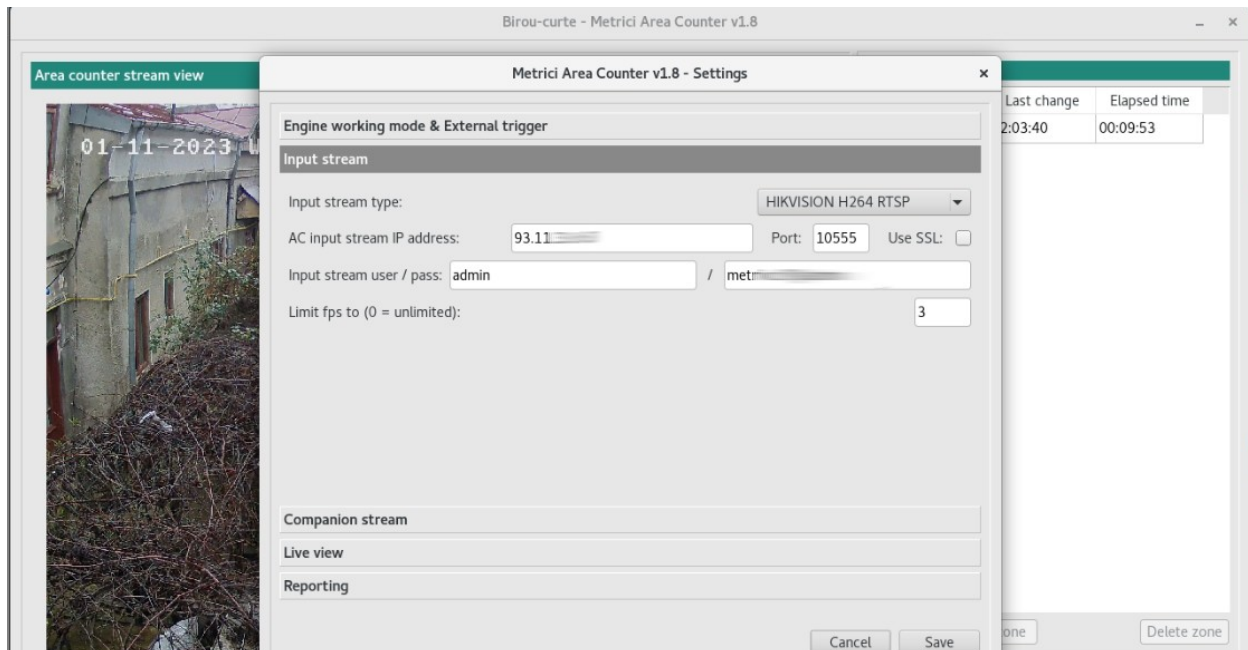 Birou-curte - Metrici Area Counter v1.8
Area counter stream view
Metrici Area Counter v1.8 - Settings
Last change Elapsed time
2:03:40 00:09:53
01-11-2023
Engine working mode & External trigger
Input stream
Input stream type: HIKVISION H264 RTSP
AC input stream IP address: 93.11 Port: 10555 Use SSL:
Input stream user / pass: admin / met
Limit fps to (0 = unlimited): 3
Companion stream
Live view
Reporting
Cancel Save
one Delete zone